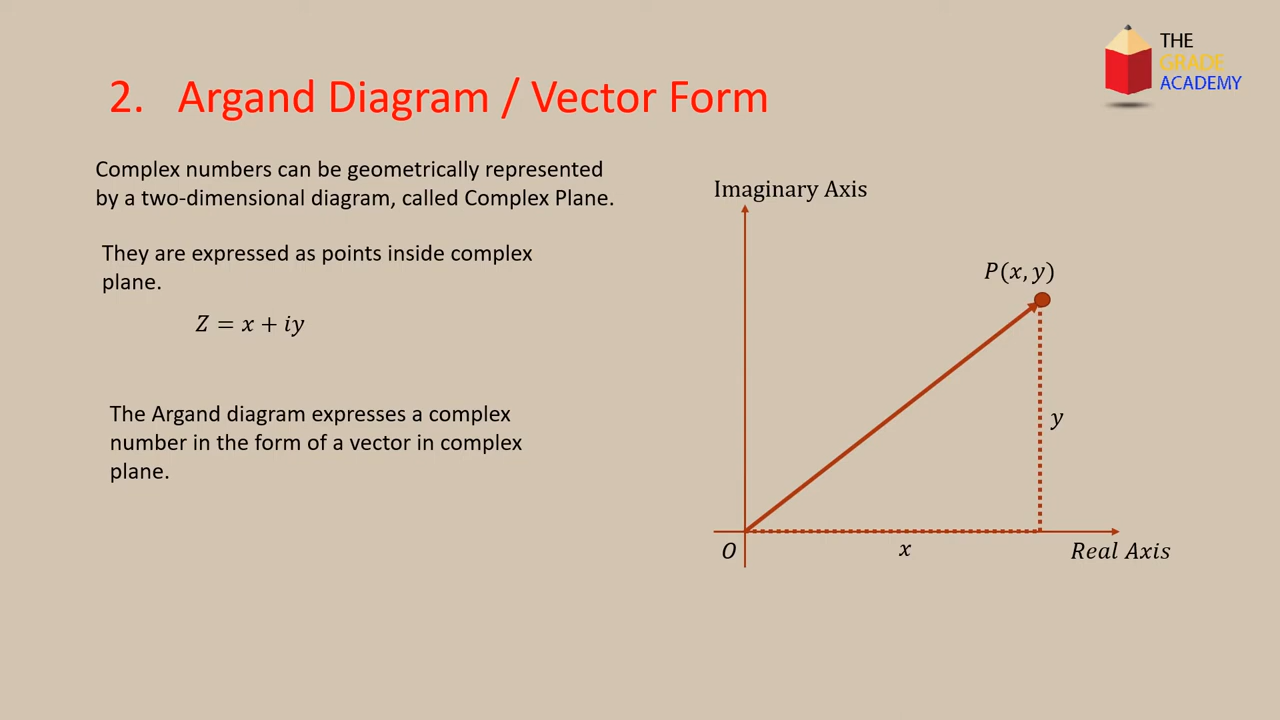 THE
GRADE
ACADEMY
2. Argand Diagram / Vector Form
Complex numbers can be geometrically represented
by a two-dimensional diagram, called Complex Plane.
They are expressed as points inside complex
plane.
Z = x + iy
The Argand diagram expresses a complex
number in the form of a vector in complex
plane.
Imaginary Axis
P(x, y)
y
O
x
Real Axis